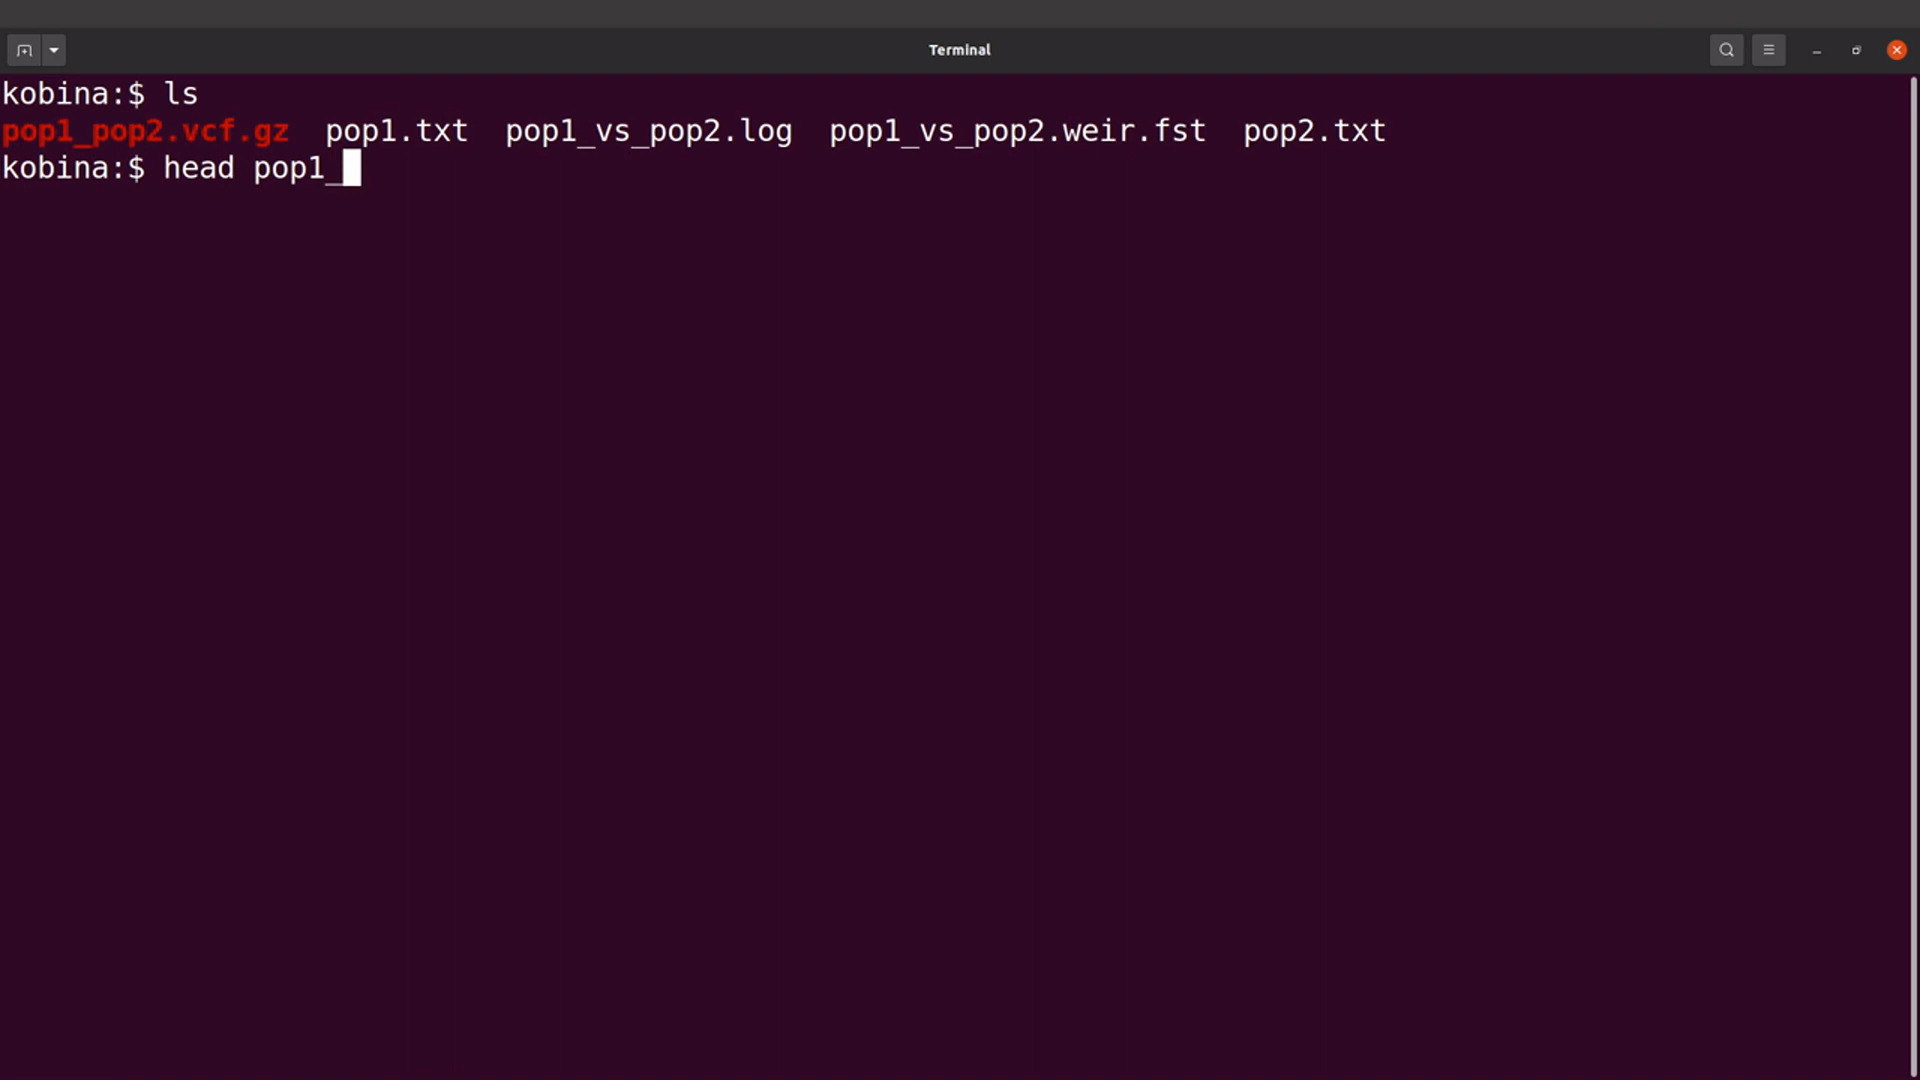 Terminal
kobina:$ ls
pop1_pop2.vcf.gz  pop1.txt  pop1_vs_pop2.log  pop1_vs_pop2.weir.fst  pop2.txt
kobina:$ head pop1_